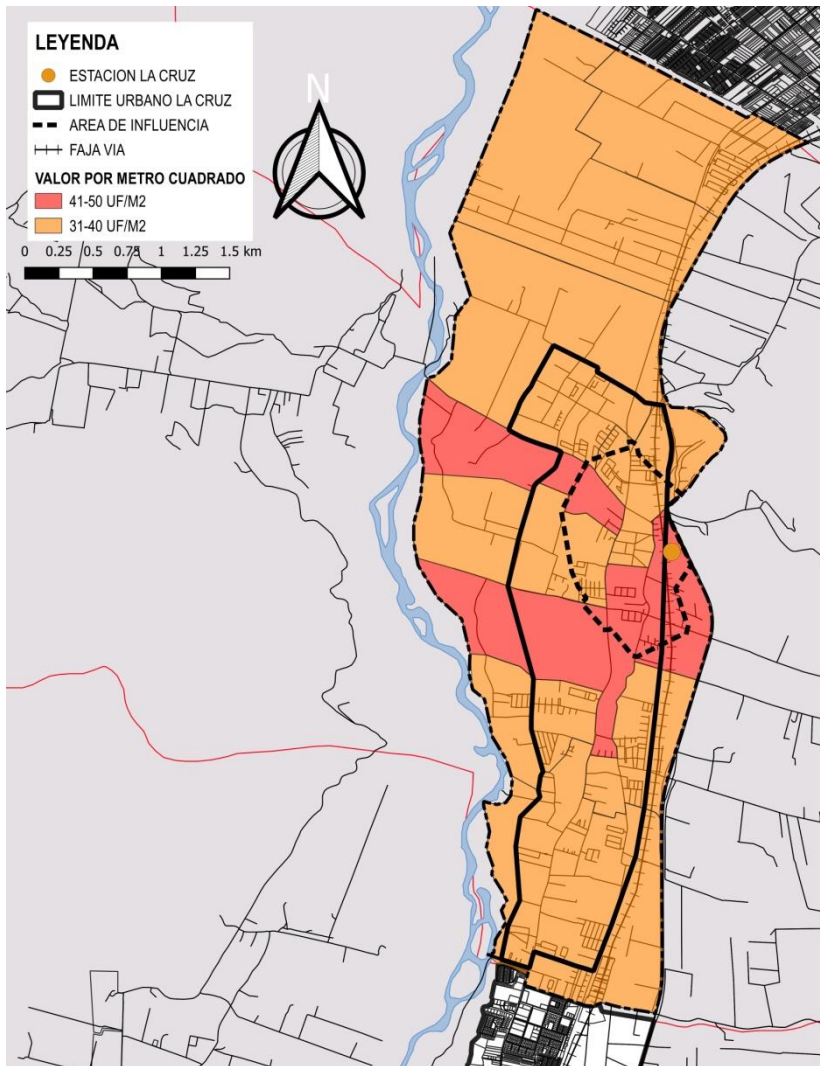 LEYENDA
ESTACION LA CRUZ
LIMITE URBANO LA CRUZ
AREA DE INFLUENCIA
FAJA VIA
VALOR POR METRO CUADRADO
41-50 UF/M2
31-40 UF/M2
0 0.25 0.5 0.75 1 1.25 1.5 km
N